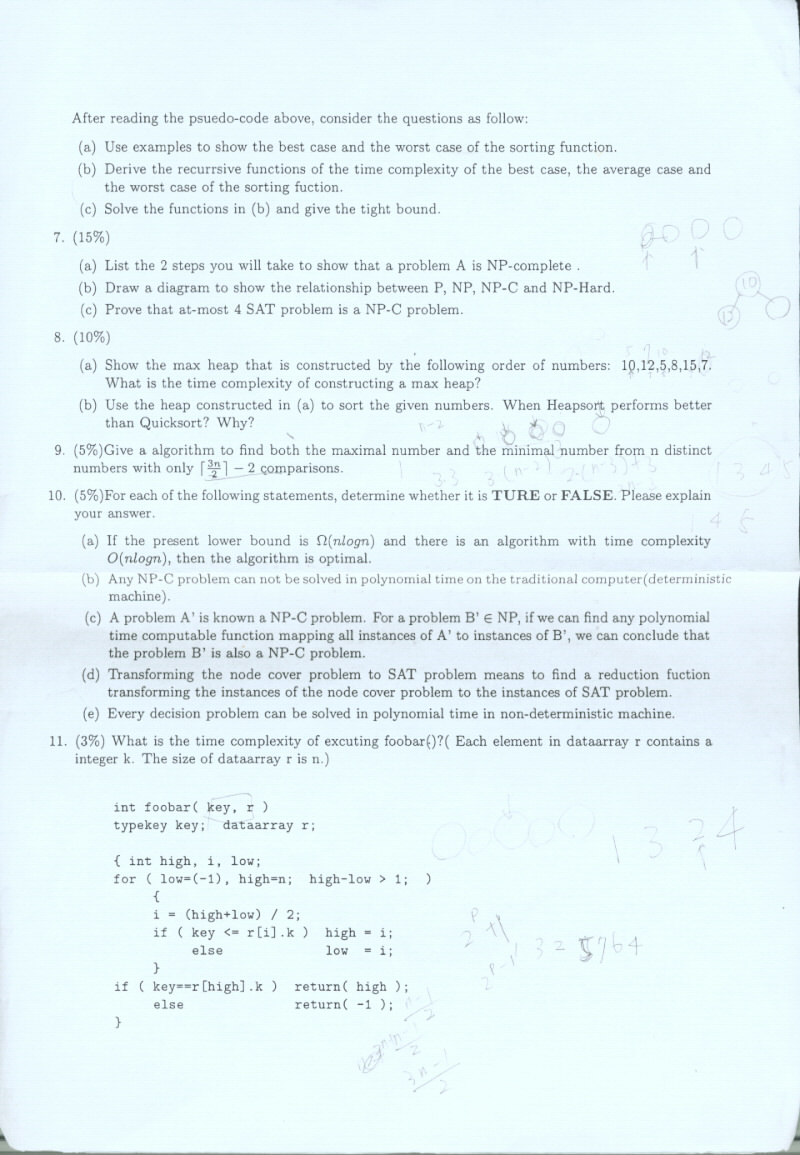 After reading the psuedo-code above, consider the questions as follow:
(a) Use examples to show the best case and the worst case of the sorting function.
(b) Derive the recurrsive functions of the time complexity of the best case, the average case and
the worst case of the sorting fuction.
(c) Solve the functions in (b) and give the tight bound.
7. (15%)
(a) List the 2 steps you will take to show that a problem A is NP-complete .
(b) Draw a diagram to show the relationship between P, NP, NP-C and NP-Hard.
10
(c) Prove that at-most 4 SAT problem is a NP-C problem.
8. (10%)
(a) Show the max heap that is constructed by the following order of numbers: 10,12,5,8,15,7.
What is the time complexity of constructing a max heap?
(b) Use the heap constructed in (a) to sort the given numbers. When Heapsort performs better
than Quicksort? Why?
n-2
9. (5%)Give a algorithm to find both the maximal number and the minimal number from n distinct
numbers with only ⌈3n/2⌉ − 2 comparisons.
1 3 4 5
10. (5%)For each of the following statements, determine whether it is TURE or FALSE. Please explain
your answer.
1 4 5
(a) If the present lower bound is Ω(nlogn) and there is an algorithm with time complexity
O(nlogn), then the algorithm is optimal.
(b) Any NP-C problem can not be solved in polynomial time on the traditional computer(deterministic
machine).
(c) A problem A' is known a NP-C problem. For a problem B' ∈ NP, if we can find any polynomial
time computable function mapping all instances of A' to instances of B', we can conclude that
the problem B' is also a NP-C problem.
(d) Transforming the node cover problem to SAT problem means to find a reduction fuction
transforming the instances of the node cover problem to the instances of SAT problem.
(e) Every decision problem can be solved in polynomial time in non-deterministic machine.
11. (3%) What is the time complexity of excuting foobar()?( Each element in dataarray r contains a
integer k. The size of dataarray r is n.)
int foobar( key, r )
typekey key; dataarray r;
1 3 2 4
{ int high, i, low;
for ( low=(-1), high=n; high-low > 1; )
{
i = (high+low) / 2;
if ( key <= r[i].k ) high = i;
else low = i;
1 3 2 5 7 6 4
}
if ( key==r[high].k ) return( high );
else return( -1 );
}
3n-1
2